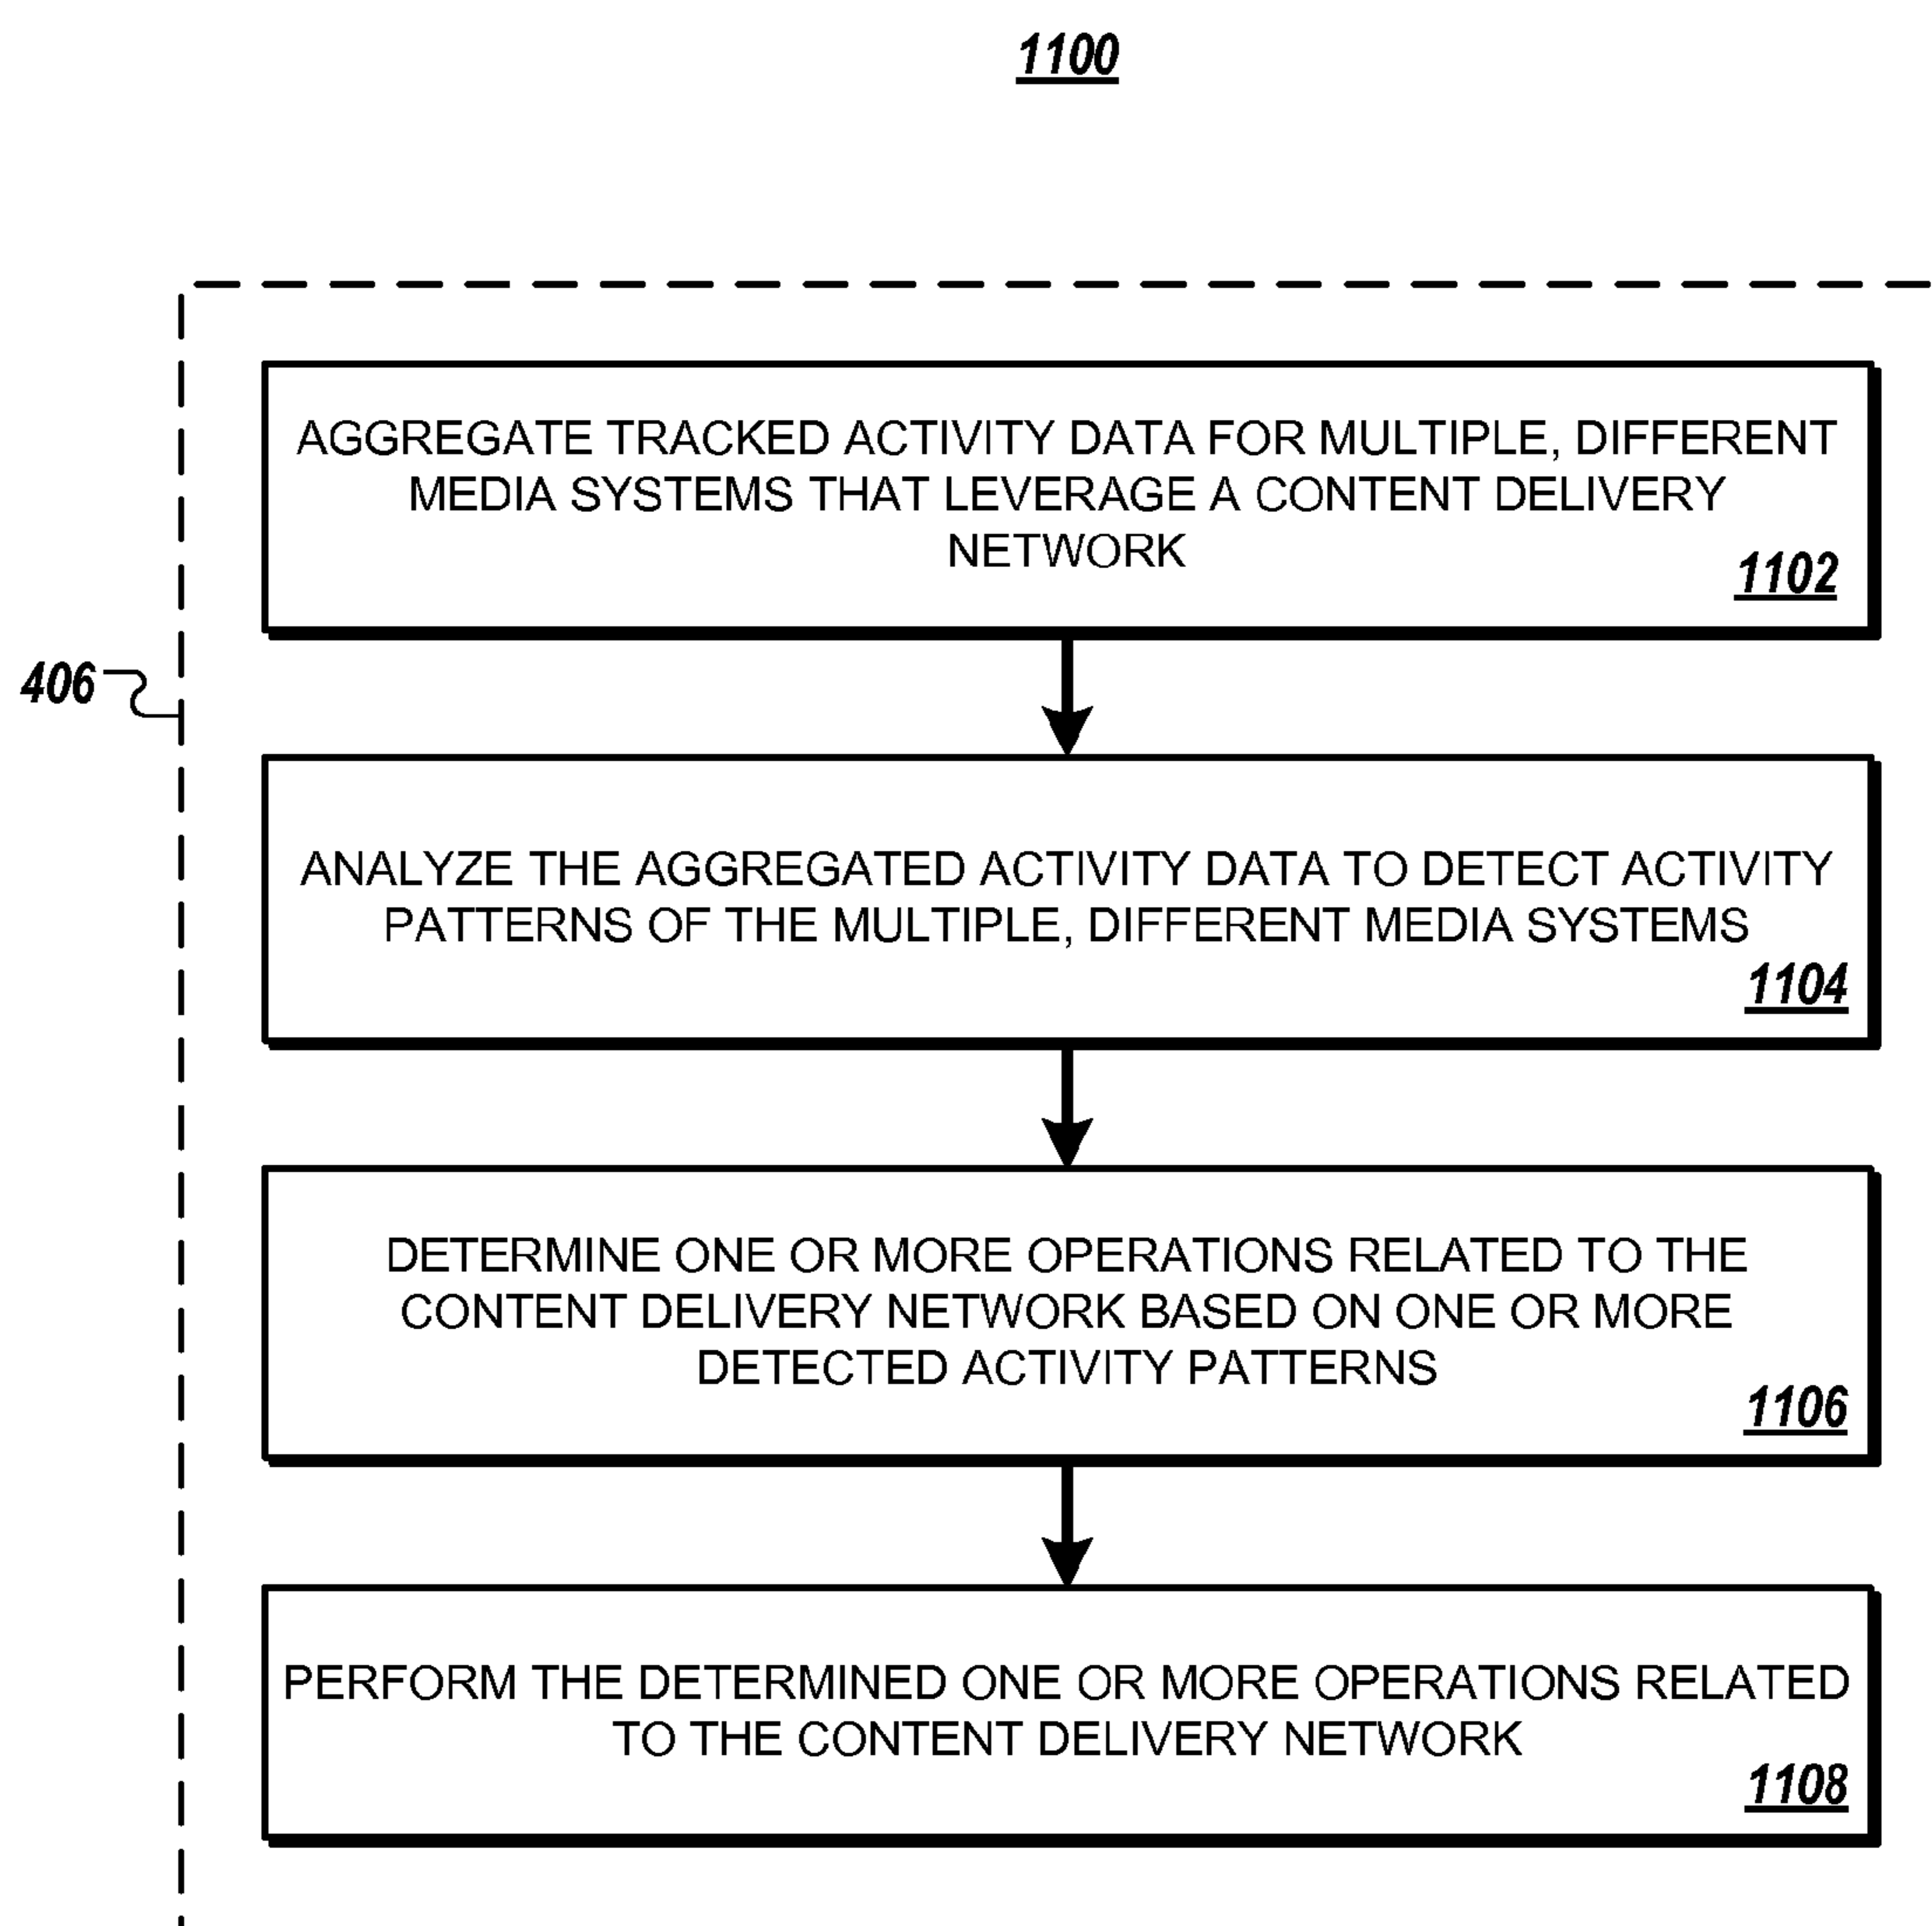 1100
AGGREGATE TRACKED ACTIVITY DATA FOR MULTIPLE, DIFFERENT
MEDIA SYSTEMS THAT LEVERAGE A CONTENT DELIVERY
NETWORK
1102
406
ANALYZE THE AGGREGATED ACTIVITY DATA TO DETECT ACTIVITY
PATTERNS OF THE MULTIPLE, DIFFERENT MEDIA SYSTEMS
1104
DETERMINE ONE OR MORE OPERATIONS RELATED TO THE
CONTENT DELIVERY NETWORK BASED ON ONE OR MORE
DETECTED ACTIVITY PATTERNS
1106
PERFORM THE DETERMINED ONE OR MORE OPERATIONS RELATED
TO THE CONTENT DELIVERY NETWORK
1108